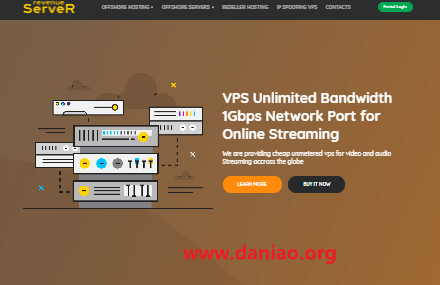 revenue
ServeR
OFFSHORE HOSTING
OFFSHORE SERVERS
RESELLER HOSTING
IP SPOOFING VPS
CONTACTS
Portal Login
VPS Unlimited Bandwidth
1Gbps Network Port for
Online Streaming
We are providing cheap unmetered vps for video and audio
Streaming accross the globe
LEARN MORE
BUY IT NOW
www.daniao.org